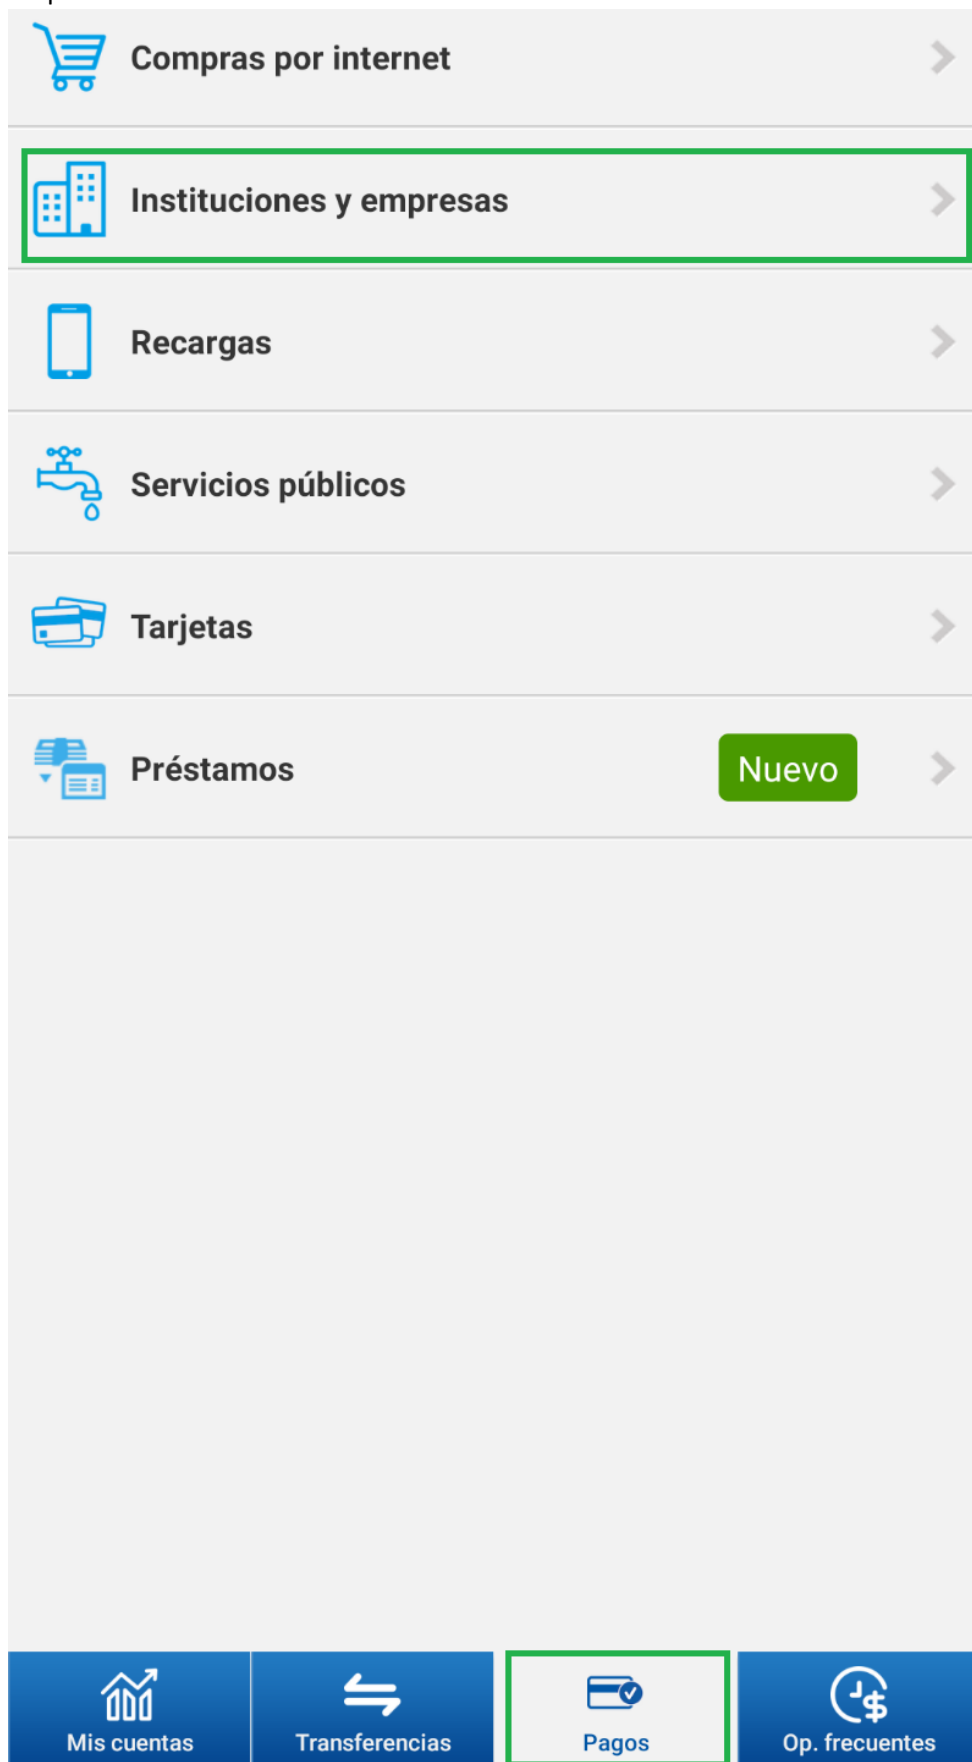 Compras por internet
Instituciones y empresas
Recargas
Servicios públicos
Tarjetas
Préstamos Nuevo
Mis cuentas Transferencias Pagos Op. frecuentes